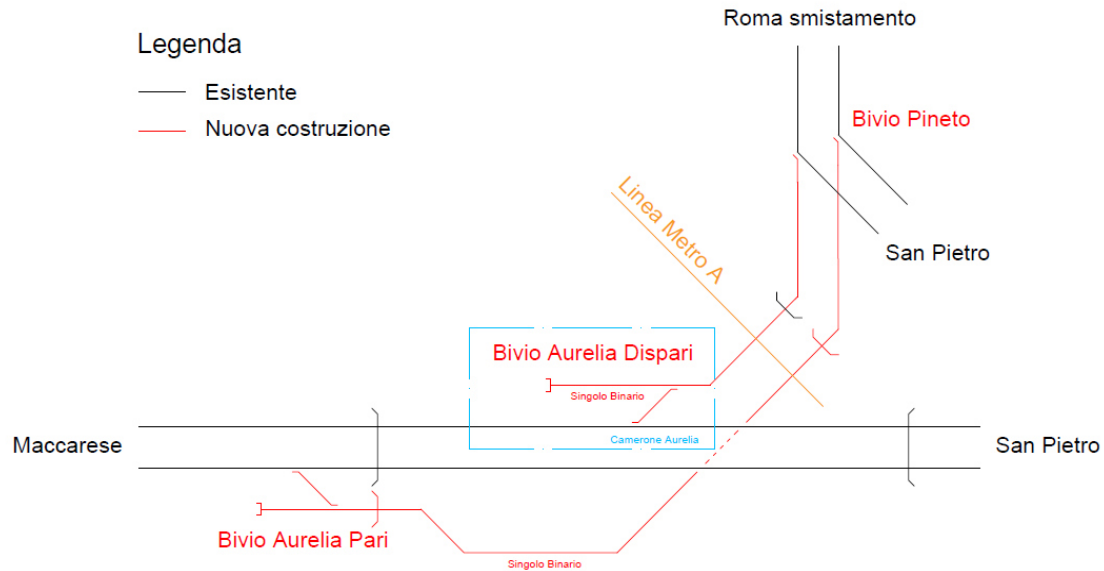 Roma smistamento
Legenda
Esistente
Nuova costruzione
Bivio Pineto
Linea Metro A
San Pietro
Bivio Aurelia Dispari
Singolo Binario
Camerone Aurelia
Maccarese
San Pietro
Bivio Aurelia Pari
Singolo Binario